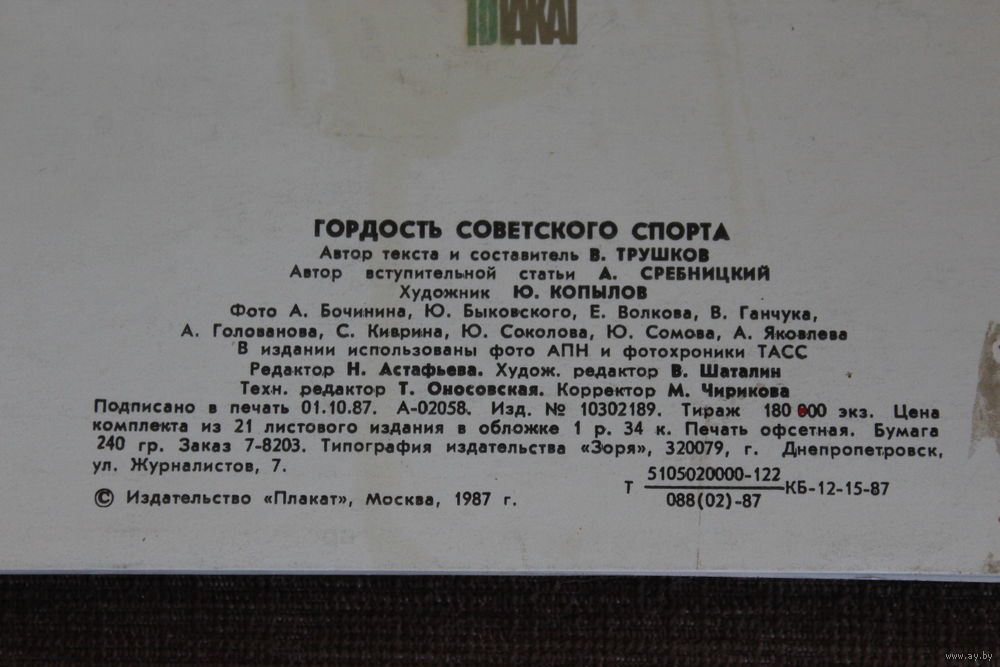 ПЛАКАТ
ГОРДОСТЬ СОВЕТСКОГО СПОРТА
Автор текста и составитель В. ТРУШКОВ
Автор вступительной статьи А. СРЕБНИЦКИЙ
Художник Ю. КОПЫЛОВ
Фото А. Бочинина, Ю. Быковского, Е. Волкова, В. Ганчука,
А. Голованова, С. Киврина, Ю. Соколова, Ю. Сомова, А. Яковлева
В издании использованы фото АПН и фотохроники ТАСС
Редактор Н. Астафьева. Худож. редактор В. Шаталин
Техн. редактор Т. Оносовская. Корректор М. Чирикова
Подписано в печать 01.10.87. А-02058. Изд. № 10302189. Тираж 180 000 экз. Цена
комплекта из 21 листового издания в обложке 1 р. 34 к. Печать офсетная. Бумага
240 гр. Заказ 7-8203. Типография издательства «Зоря», 320079, г. Днепропетровск,
ул. Журналистов, 7.
Т 5105020000-122 КБ-12-15-87
088(02)-87
© Издательство «Плакат», Москва, 1987 г.
www.ay.by